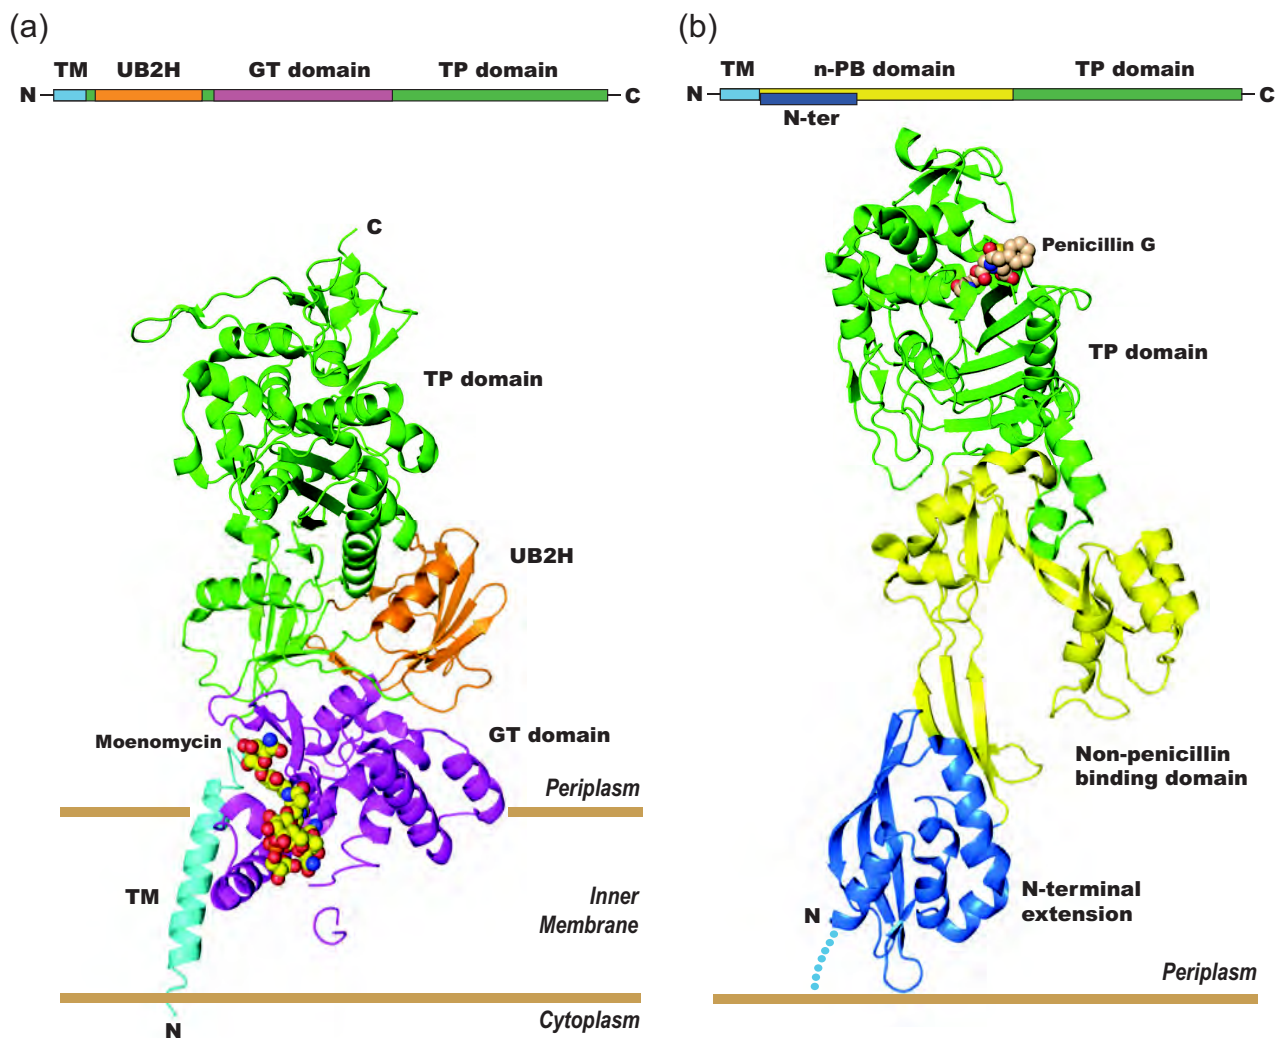 (a)
TM UB2H GT domain TP domain
N C
C
TP domain
UB2H
Moenomycin
GT domain
Periplasm
TM
Inner
Membrane
N
Cytoplasm
(b)
TM n-PB domain TP domain
N C
N-ter
Penicillin G
TP domain
Non-penicillin
binding domain
N-terminal
extension
N
Periplasm